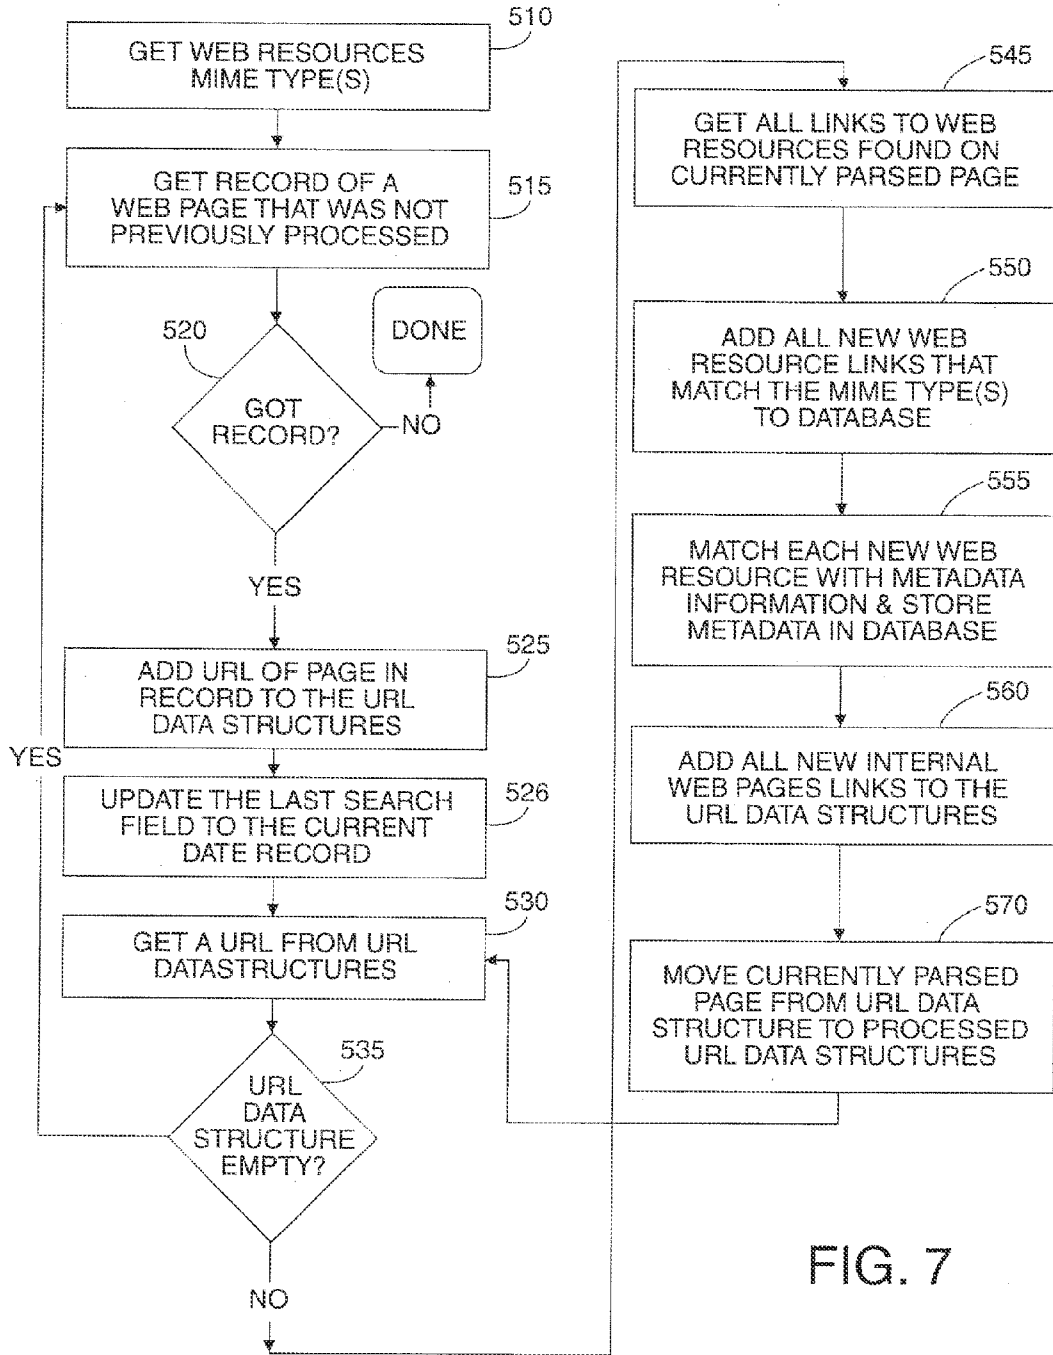 510
GET WEB RESOURCES
MIME TYPE(S)
GET RECORD OF A
WEB PAGE THAT WAS NOT
PREVIOUSLY PROCESSED
515
520
DONE
GOT
RECORD?
NO
YES
ADD URL OF PAGE IN
RECORD TO THE URL
DATA STRUCTURES
525
YES
UPDATE THE LAST SEARCH
FIELD TO THE CURRENT
DATE RECORD
526
530
GET A URL FROM URL
DATASTRUCTURES
535
URL
DATA
STRUCTURE
EMPTY?
NO
545
GET ALL LINKS TO WEB
RESOURCES FOUND ON
CURRENTLY PARSED PAGE
550
ADD ALL NEW WEB
RESOURCE LINKS THAT
MATCH THE MIME TYPE(S)
TO DATABASE
555
MATCH EACH NEW WEB
RESOURCE WITH METADATA
INFORMATION & STORE
METADATA IN DATABASE
560
ADD ALL NEW INTERNAL
WEB PAGES LINKS TO THE
URL DATA STRUCTURES
570
MOVE CURRENTLY PARSED
PAGE FROM URL DATA
STRUCTURE TO PROCESSED
URL DATA STRUCTURES
FIG. 7